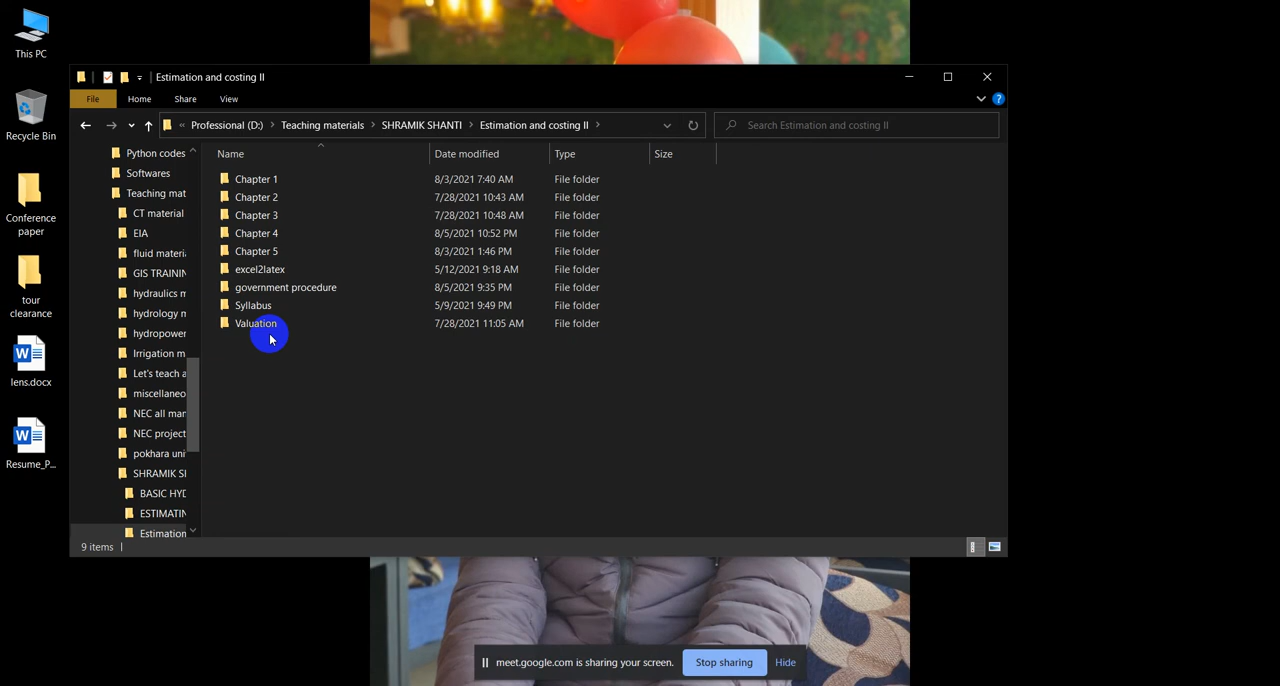 This PC
Recycle Bin
Conference
paper
tour
clearance
lens.docx
Resume_P...
Estimation and costing II
File Home Share View
« Professional (D:) > Teaching materials > SHRAMIK SHANTI > Estimation and costing II >
Search Estimation and costing II
Python codes
Softwares
Teaching mat
CT material
EIA
fluid materi
GIS TRAININ
hydraulics m
hydrology m
hydropower
Irrigation m
Let's teach a
miscellaneo
NEC all man
NEC project
pokhara uni
SHRAMIK SH
BASIC HYD
ESTIMATIN
Estimation
Name Date modified Type Size
Chapter 1 8/3/2021 7:40 AM File folder
Chapter 2 7/28/2021 10:43 AM File folder
Chapter 3 7/28/2021 10:48 AM File folder
Chapter 4 8/5/2021 10:52 PM File folder
Chapter 5 8/3/2021 1:46 PM File folder
excel2latex 5/12/2021 9:18 AM File folder
government procedure 8/5/2021 9:35 PM File folder
Syllabus 5/9/2021 9:49 PM File folder
Valuation 7/28/2021 11:05 AM File folder
9 items
meet.google.com is sharing your screen. Stop sharing Hide